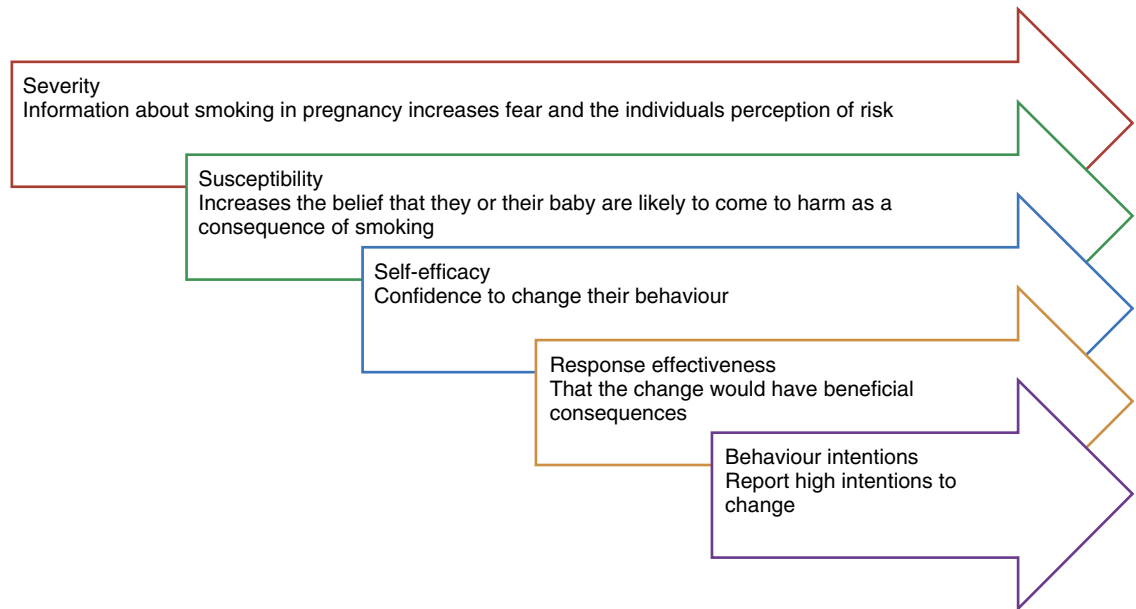 Severity
Information about smoking in pregnancy increases fear and the individuals perception of risk
Susceptibility
Increases the belief that they or their baby are likely to come to harm as a
consequence of smoking
Self-efficacy
Confidence to change their behaviour
Response effectiveness
That the change would have beneficial
consequences
Behaviour intentions
Report high intentions to
change